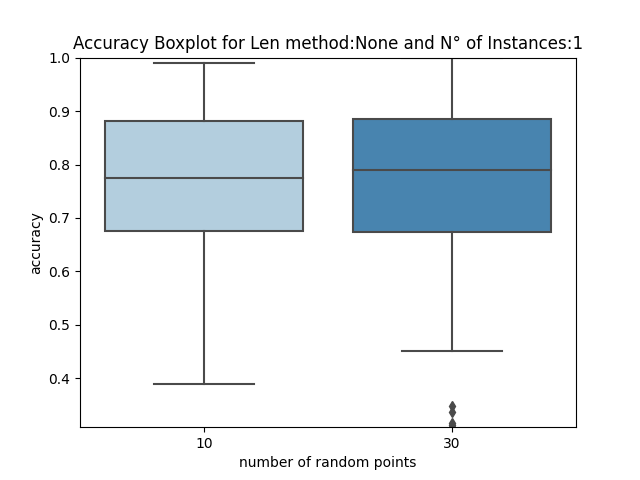 Accuracy Boxplot for Len method:None and N° of Instances:1
1.0
0.9
0.8
0.7
0.6
0.5
0.4
accuracy
10 30
number of random points